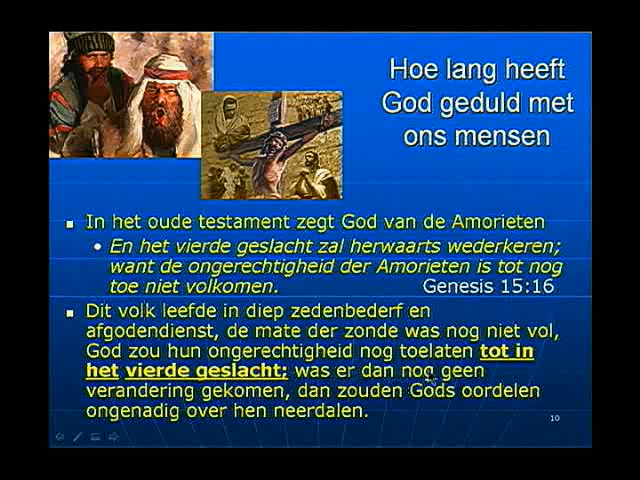 Hoe lang heeft
God geduld met
ons mensen
In het oude testament zegt God van de Amorieten
En het vierde geslacht zal herwaarts wederkeren;
want de ongerechtigheid der Amorieten is tot nog
toe niet volkomen. Genesis 15:16
Dit volk leefde in diep zedenbederf en
afgodendienst, de mate der zonde was nog niet vol,
God zou hun ongerechtigheid nog toelaten tot in
het vierde geslacht; was er dan nog geen
verandering gekomen, dan zouden Gods oordelen
ongenadig over hen neerdalen.
10